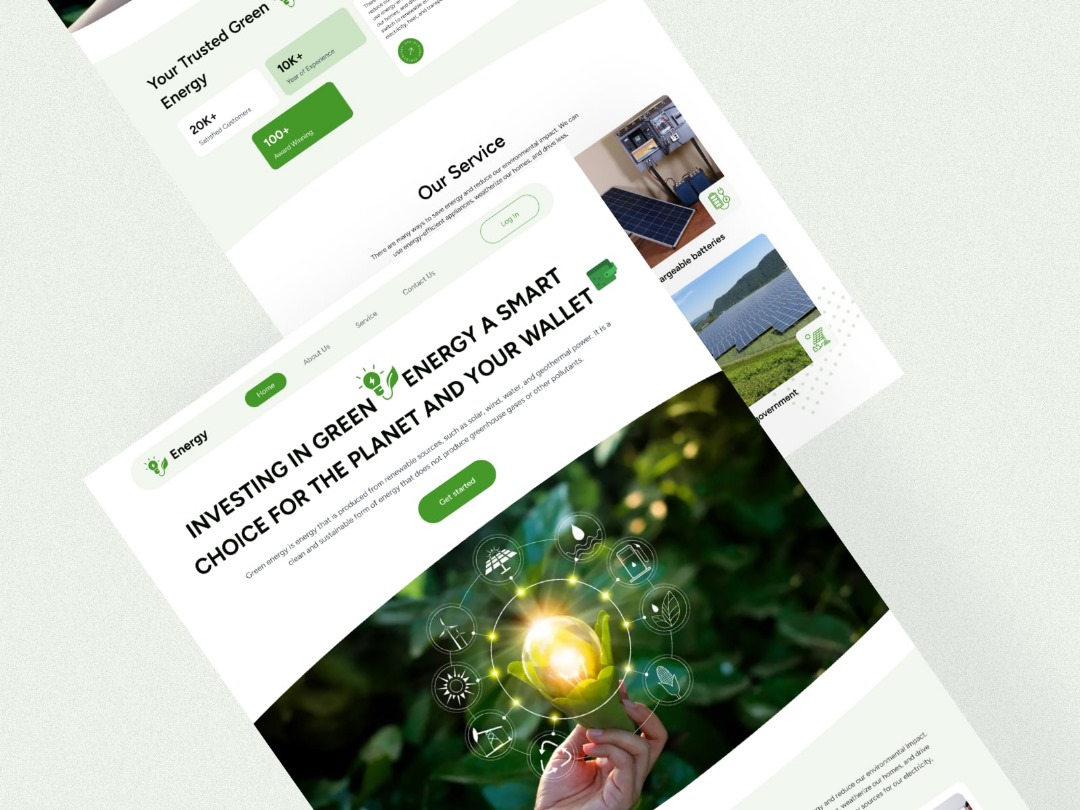 Your Trusted Green
Energy
20K+
Satisfied Customers
10K+
Year of Experience
100+
Award Winning
switch to renewable
electricity, heat, and
Our Service
There are many ways to save energy and reduce our environmental impact. We can
use energy-efficient appliances, weatherize our homes, and drive less.
argeable batteries
overnment
Energy
Home
About Us
Service
Contact Us
Log In
INVESTING IN GREEN ENERGY A SMART
CHOICE FOR THE PLANET AND YOUR WALLET
Green energy is energy that is produced from renewable sources, such as solar, wind, water, and geothermal power. It is a
clean and sustainable form of energy that does not produce greenhouse gases or other pollutants.
Get started
and reduce our environmental impact.
weatherize our homes, and drive
sources for our electricity,